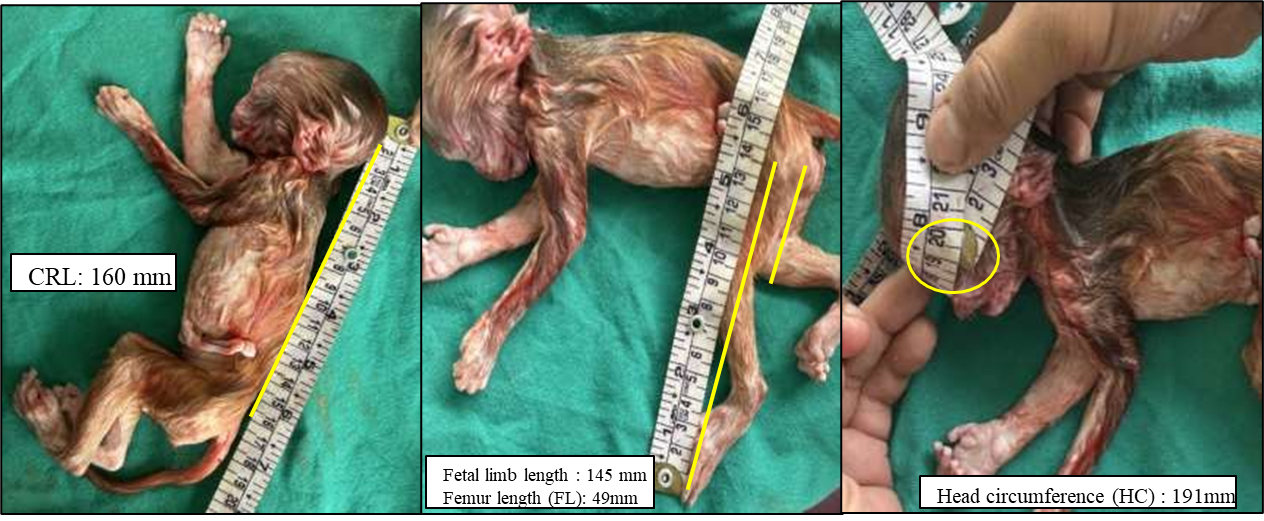 CRL: 160 mm
Fetal limb length : 145 mm
Femur length (FL): 49mm
Head circumference (HC) : 191mm